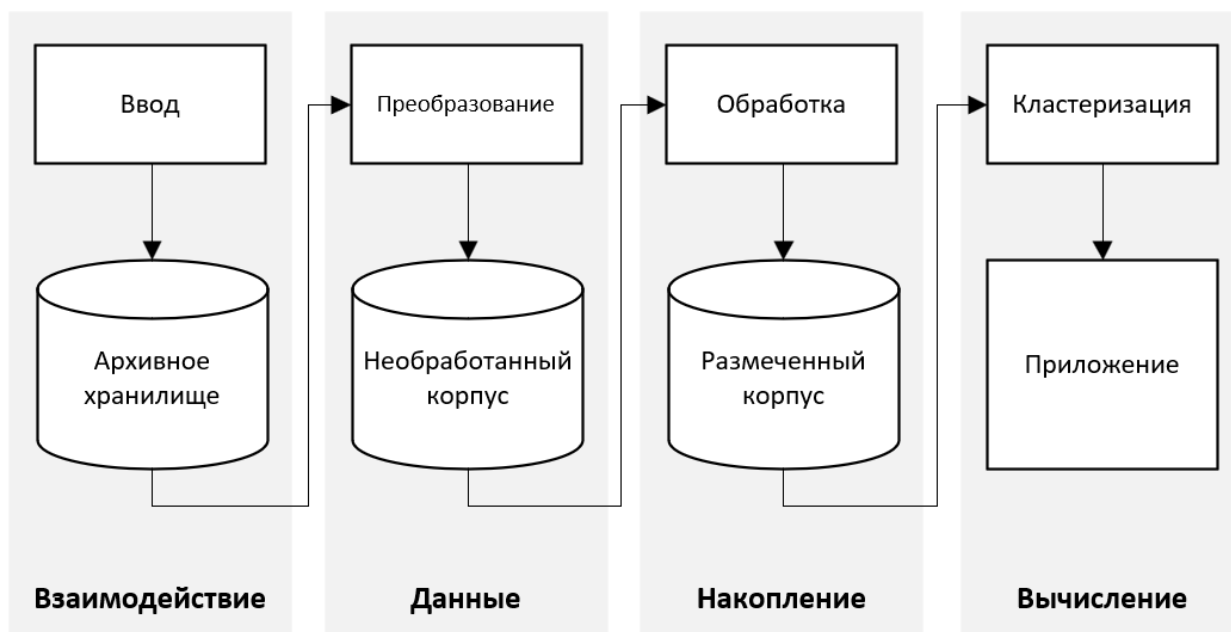 Ввод
Преобразование
Обработка
Кластеризация
Архивное
хранилище
Необработанный
корпус
Размеченный
корпус
Приложение
Взаимодействие
Данные
Накопление
Вычисление